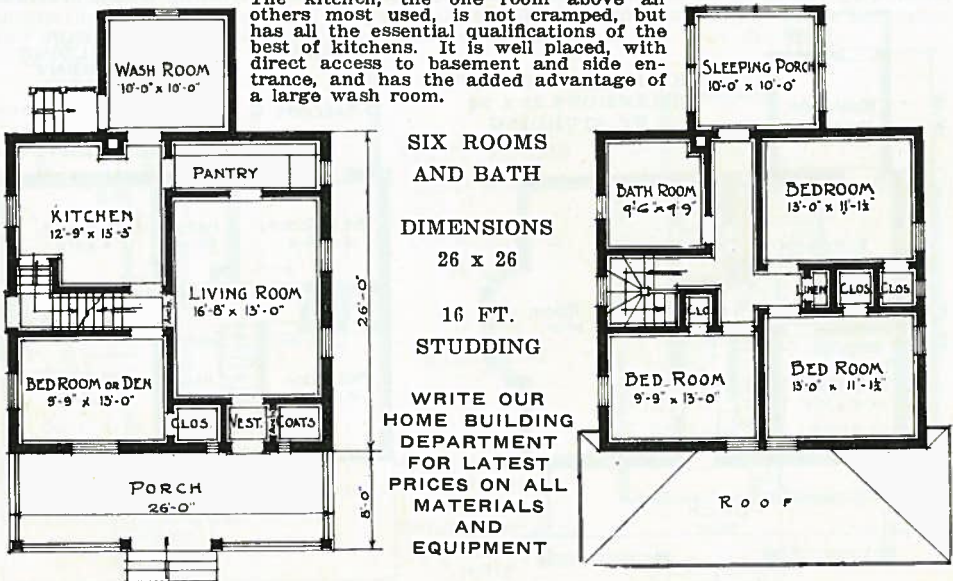 The kitchen, the one room above all
others most used, is not cramped, but
has all the essential qualifications of the
best of kitchens. It is well placed, with
direct access to basement and side en-
trance, and has the added advantage of
a large wash room.
WASH ROOM
10'-0" x 10'-0"
PANTRY
KITCHEN
12'-9" x 15'-3"
LIVING ROOM
16'-8" x 13'-0"
26'-0"
BED ROOM OR DEN
9'-9" x 13'-0"
CLOS.
VEST.
COATS
PORCH
26'-0"
8'-0"
SIX ROOMS
AND BATH
DIMENSIONS
26 x 26
16 FT.
STUDDING
WRITE OUR
HOME BUILDING
DEPARTMENT
FOR LATEST
PRICES ON ALL
MATERIALS
AND
EQUIPMENT
SLEEPING PORCH
10'-0" x 10'-0"
BATH ROOM
9'-6" x 9'-9"
BEDROOM
13'-0" x 11'-1½"
LINEN
CLOS.
CLOS.
CLO.
BED ROOM
9'-9" x 13'-0"
BED ROOM
13'-0" x 11'-1½"
ROOF